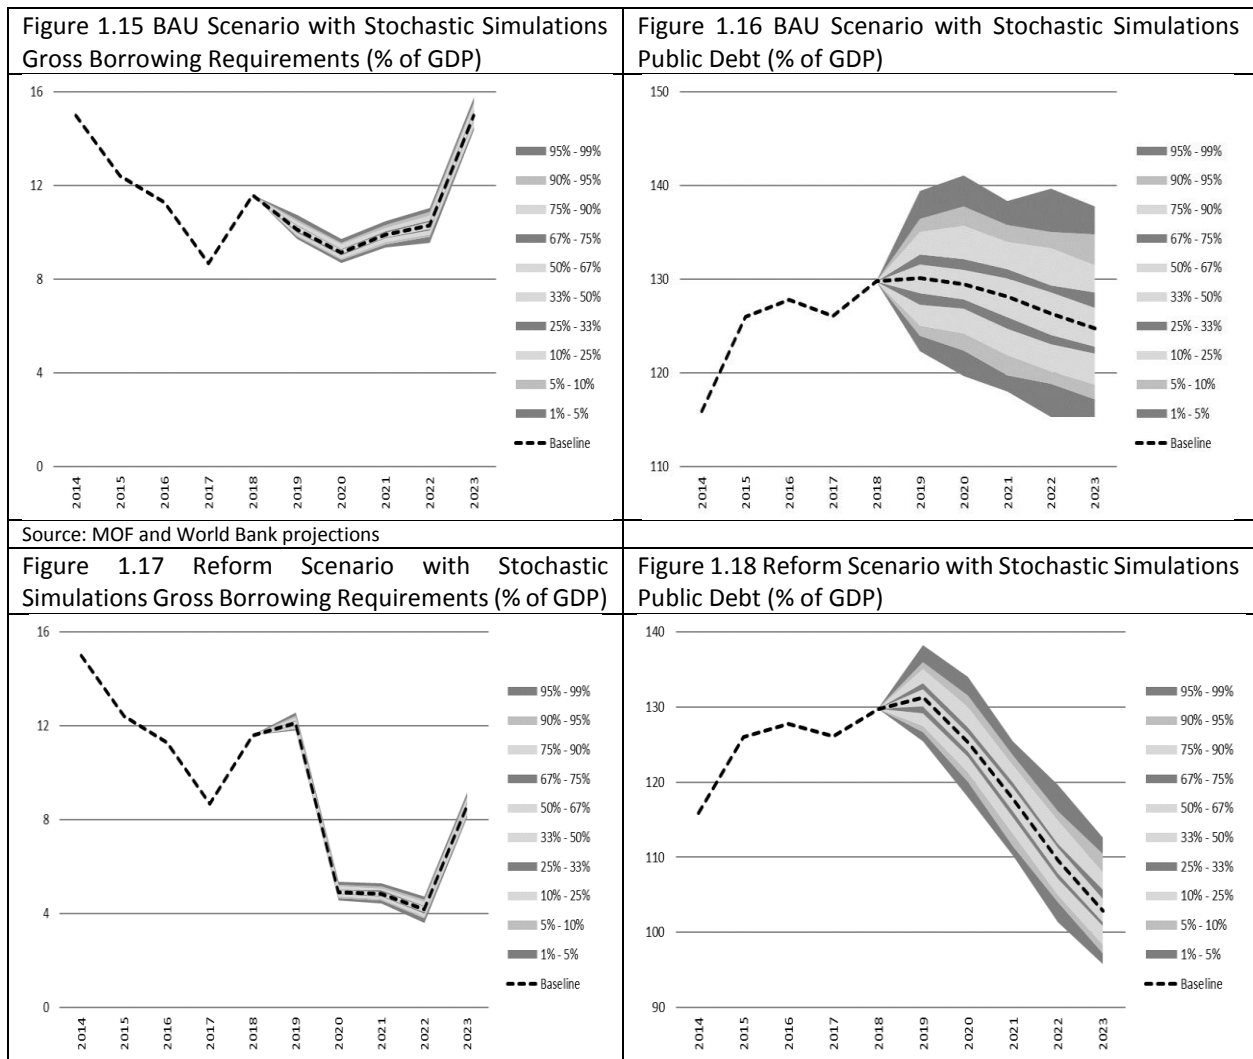 Figure 1.15 BAU Scenario with Stochastic Simulations
Gross Borrowing Requirements (% of GDP)
16
12
8
4
0
2014
2015
2016
2017
2018
2019
2020
2021
2022
2023
95% - 99%
90% - 95%
75% - 90%
67% - 75%
50% - 67%
33% - 50%
25% - 33%
10% - 25%
5% - 10%
1% - 5%
Baseline
Figure 1.16 BAU Scenario with Stochastic Simulations
Public Debt (% of GDP)
150
140
130
120
110
2014
2015
2016
2017
2018
2019
2020
2021
2022
2023
95% - 99%
90% - 95%
75% - 90%
67% - 75%
50% - 67%
33% - 50%
25% - 33%
10% - 25%
5% - 10%
1% - 5%
Baseline
Source: MOF and World Bank projections
Figure 1.17 Reform Scenario with Stochastic
Simulations Gross Borrowing Requirements (% of GDP)
16
12
8
4
0
2014
2015
2016
2017
2018
2019
2020
2021
2022
2023
95% - 99%
90% - 95%
75% - 90%
67% - 75%
50% - 67%
33% - 50%
25% - 33%
10% - 25%
5% - 10%
1% - 5%
Baseline
Figure 1.18 Reform Scenario with Stochastic Simulations
Public Debt (% of GDP)
140
130
120
110
100
90
2014
2015
2016
2017
2018
2019
2020
2021
2022
2023
95% - 99%
90% - 95%
75% - 90%
67% - 75%
50% - 67%
33% - 50%
25% - 33%
10% - 25%
5% - 10%
1% - 5%
Baseline